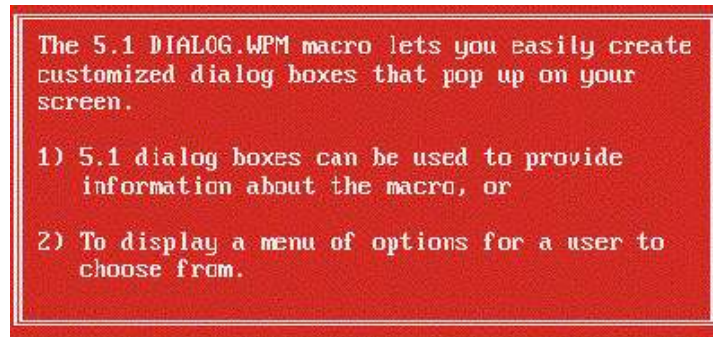 The 5.1 DIALOG.WPM macro lets you easily create
customized dialog boxes that pop up on your
screen.
1) 5.1 dialog boxes can be used to provide
information about the macro, or
2) To display a menu of options for a user to
choose from.